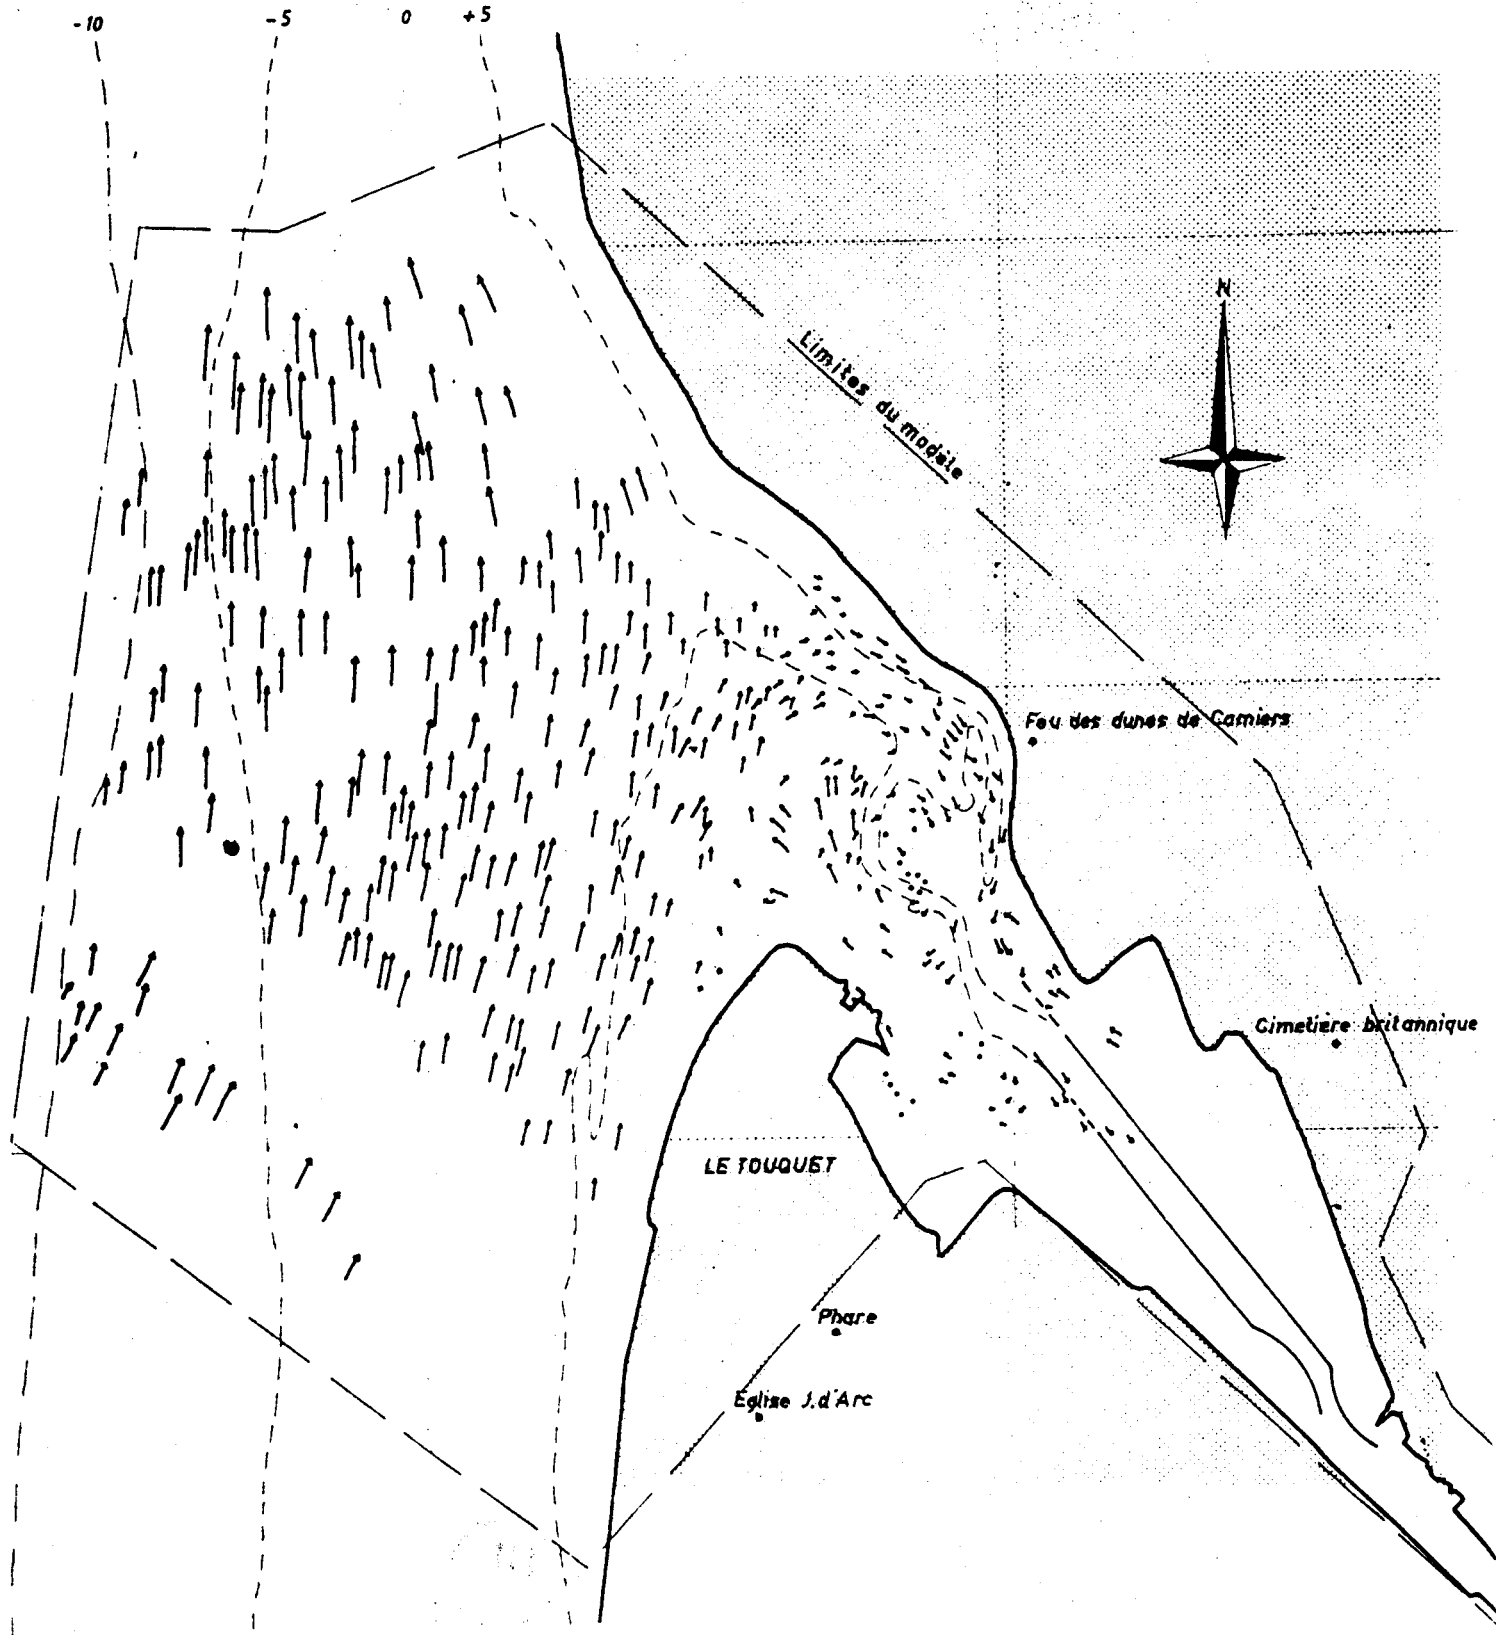 -10 -5 0 +5
N
Limites du modèle
Feu des dunes de Camiers
Cimetière britannique
LE TOUQUET
Phare
Eglise J.d'Arc